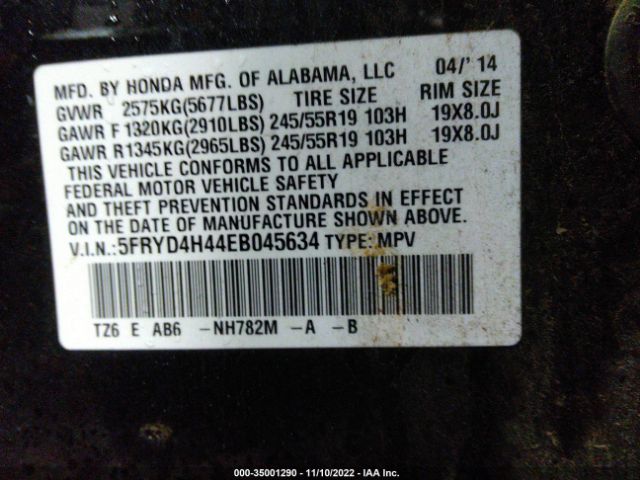 MFD. BY HONDA MFG. OF ALABAMA, LLC 04/' 14
GVWR 2575KG(5677LBS) TIRE SIZE RIM SIZE
GAWR F 1320KG(2910LBS) 245/55R19 103H 19X8.0J
GAWR R1345KG(2965LBS) 245/55R19 103H 19X8.0J
THIS VEHICLE CONFORMS TO ALL APPLICABLE
FEDERAL MOTOR VEHICLE SAFETY
AND THEFT PREVENTION STANDARDS IN EFFECT
ON THE DATE OF MANUFACTURE SHOWN ABOVE.
V.I.N.:5FRYD4H44EB045634 TYPE: MPV
TZ6 E AB6 -NH782M -A -B
000-35001290 - 11/10/2022 - IAA Inc.